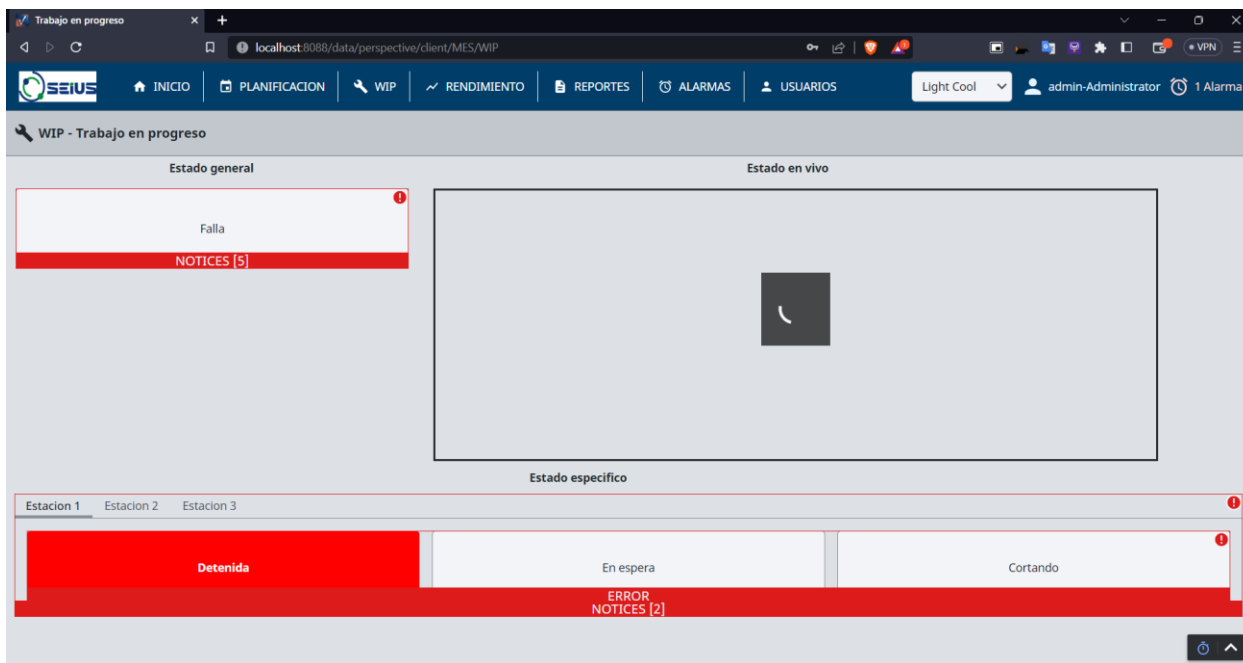 Trabajo en progreso
localhost:8088/data/perspective/client/MES/WIP
VPN
SEIUS
INICIO
PLANIFICACION
WIP
RENDIMIENTO
REPORTES
ALARMAS
USUARIOS
Light Cool
admin-Administrator
1 Alarma
WIP - Trabajo en progreso
Estado general
Estado en vivo
Falla
NOTICES [5]
Estado especifico
Estacion 1
Estacion 2
Estacion 3
Detenida
En espera
Cortando
ERROR
NOTICES [2]